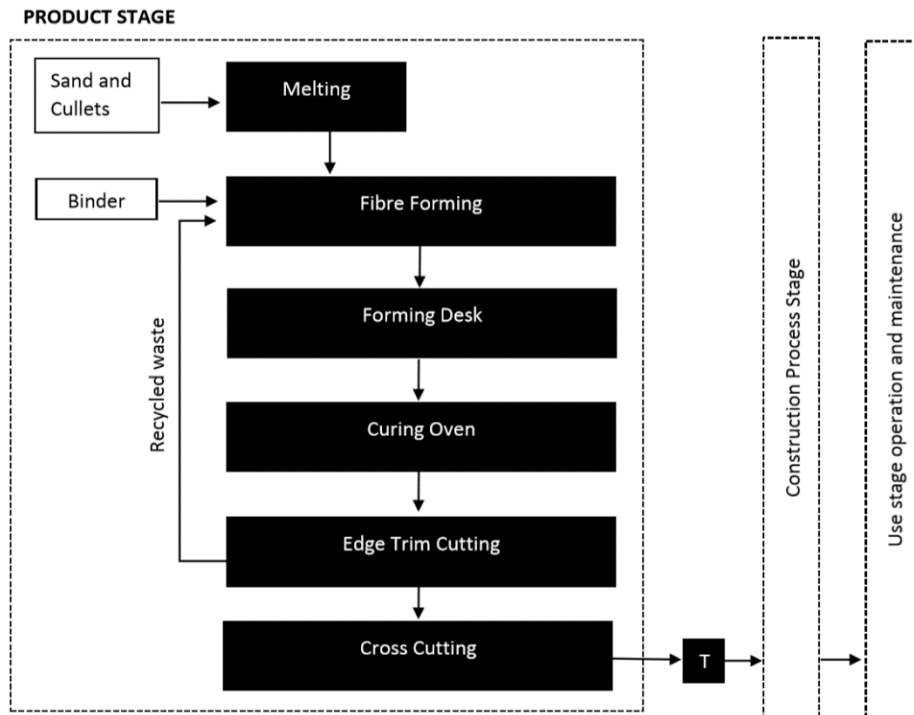 PRODUCT STAGE
Sand and
Cullets
Melting
Binder
Fibre Forming
Forming Desk
Recycled waste
Curing Oven
Edge Trim Cutting
Cross Cutting
T
Construction Process Stage
Use stage operation and maintenance